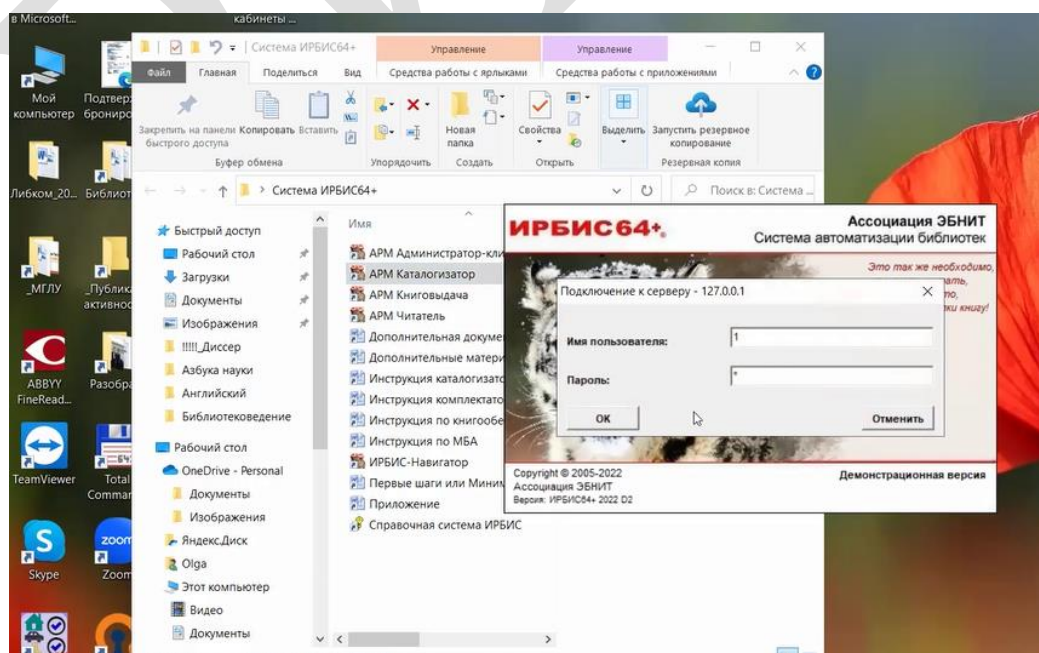 в Microsoft...
кабинеты ...
Мой
компьютер
Либком_20...
_МГЛУ
ABBYY
FineRead...
Разобра
TeamViewer
Total
Comman
Skype
Zoom
Система ИРБИС64+
Управление
Управление
Файл
Главная
Поделиться
Вид
Средства работы с ярлыками
Средства работы с приложениями
Закрепить на панели
быстрого доступа
Копировать
Вставить
Буфер обмена
Упорядочить
Новая
папка
Создать
Свойства
Открыть
Выделить
Запустить резервное
копирование
Резервная копия
Система ИРБИС64+
Поиск в: Система ...
Быстрый доступ
Рабочий стол
Загрузки
Документы
Изображения
!!!!!_Диссер
Азбука науки
Английский
Библиотековедение
Рабочий стол
OneDrive - Personal
Документы
Изображения
Яндекс.Диск
Olga
Этот компьютер
Видео
Документы
Имя
АРМ Администратор-кли
АРМ Каталогизатор
АРМ Книговыдача
АРМ Читатель
Дополнительная докуме
Дополнительные матери
Инструкция каталогизато
Инструкция комплектато
Инструкция по книгообе
Инструкция по МБА
ИРБИС-Навигатор
Первые шаги или Миним
Приложение
Справочная система ИРБИС
ИРБИС64+
Ассоциация ЭБНИТ
Система автоматизации библиотек
Это так же необходимо,
Подключение к серверу - 127.0.0.1
Имя пользователя:
1
Пароль:
*
ОК
Отменить
Copyright © 2005-2022
Ассоциация ЭБНИТ
Версия: ИРБИС64+ 2022 D2
Демонстрационная версия